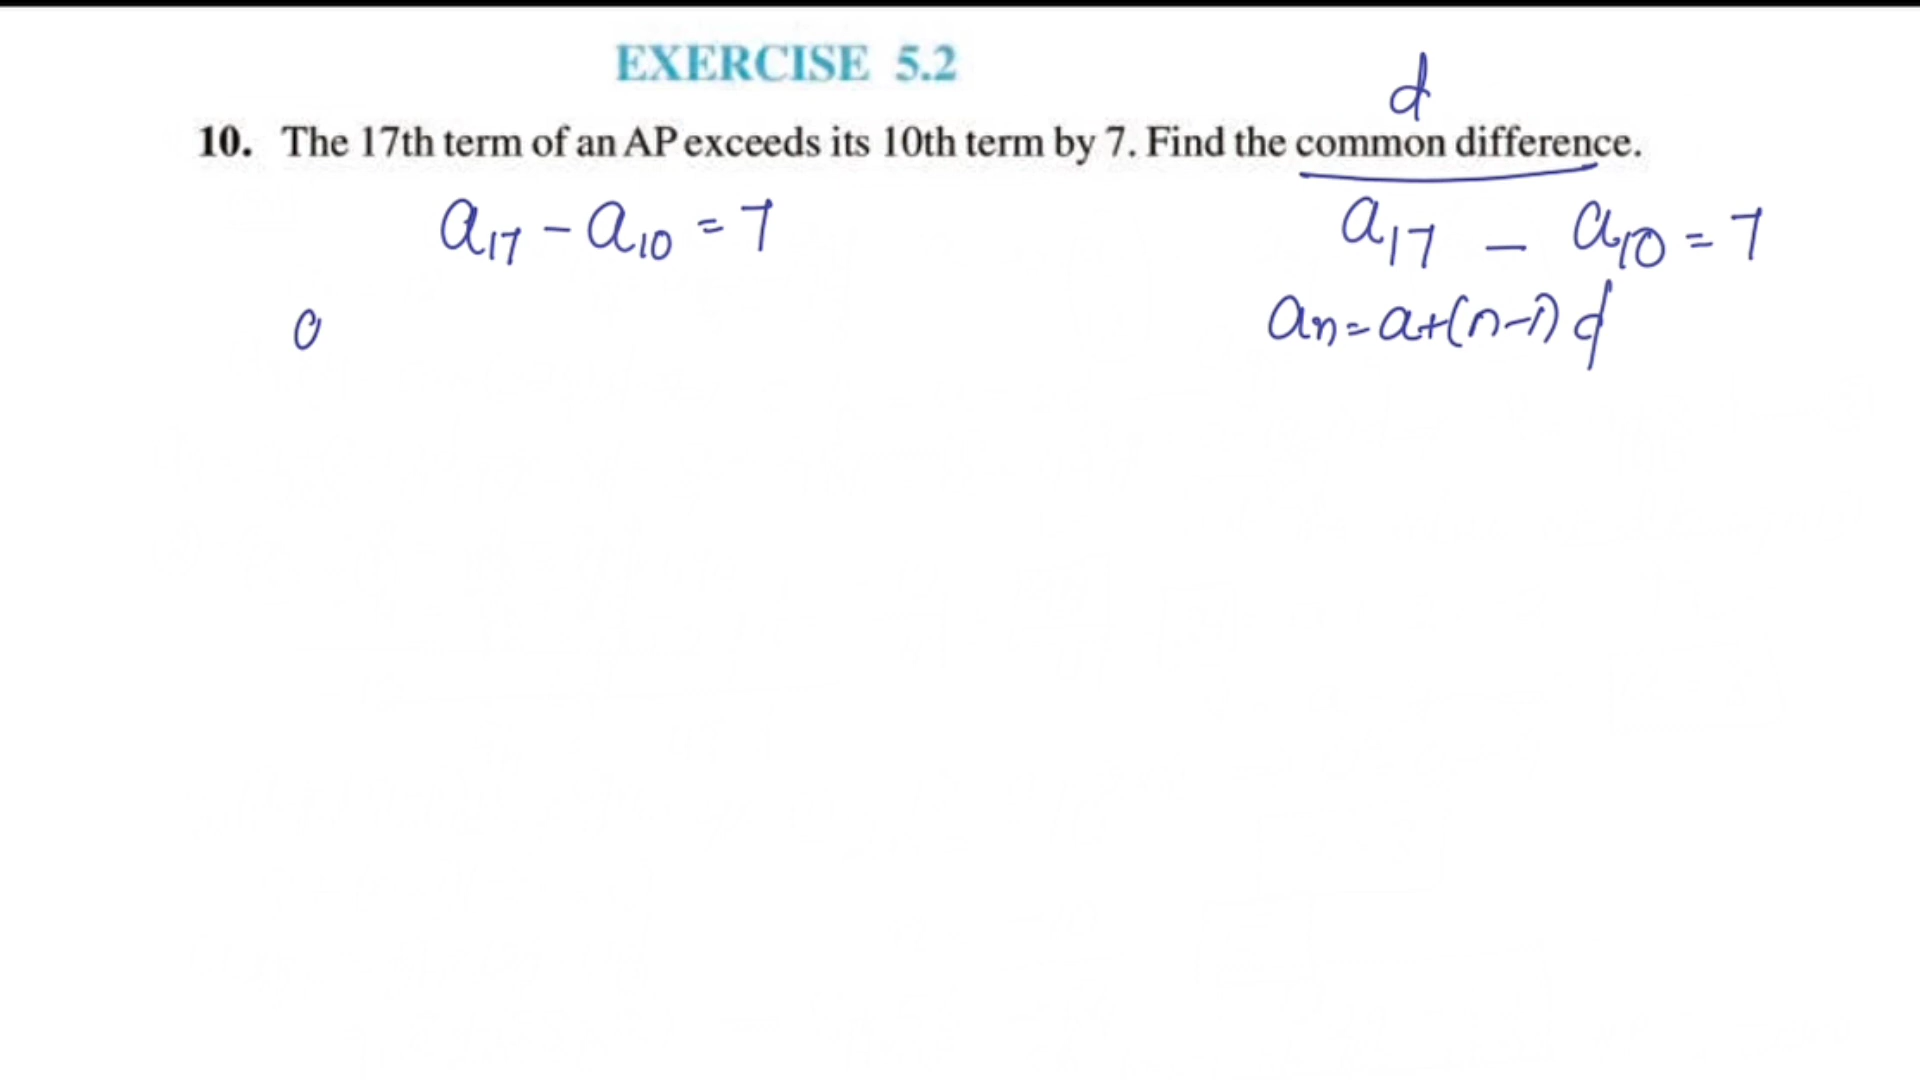 EXERCISE 5.2
d
10. The 17th term of an AP exceeds its 10th term by 7. Find the common difference.
a₁₇ - a₁₀ = 7
a₁₇ - a₁₀ = 7
an = a+(n-1)d